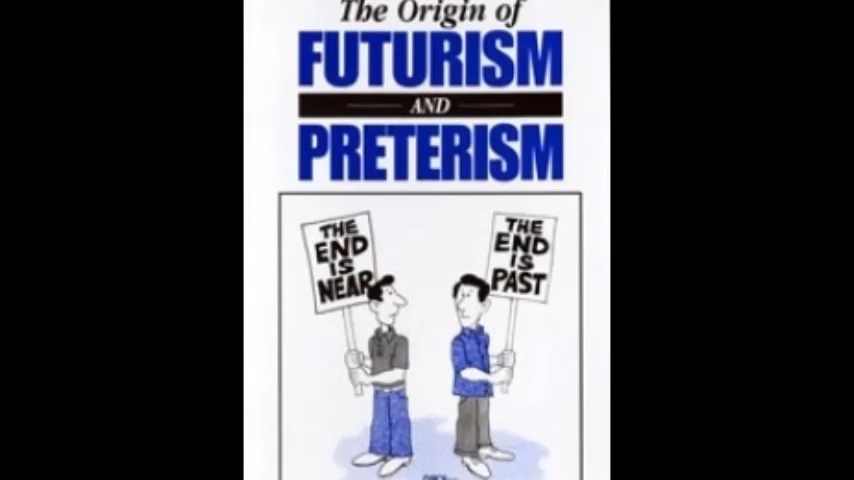 The Origin of
FUTURISM
AND
PRETERISM
THE
END
IS
NEAR
THE
END
IS
PAST